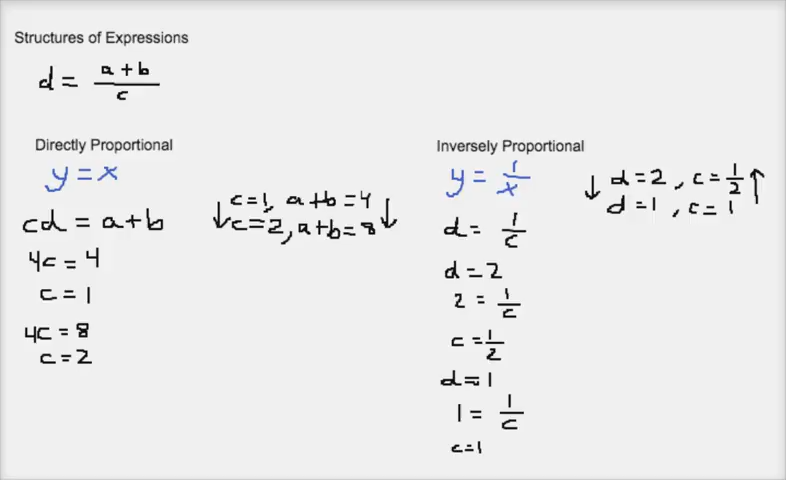 Structures of Expressions
d = (a+b)/c
Directly Proportional
y = x
cd = a+b
4c = 4
c = 1
4c = 8
c = 2
↓ c=1, a+b=4 ↓
c=2, a+b=8
Inversely Proportional
y = 1/x
d = 1/c
d = 2
2 = 1/c
c = 1/2
d = 1
1 = 1/c
c=1
↓ d=2, c=1/2 ↑
d=1, c=1